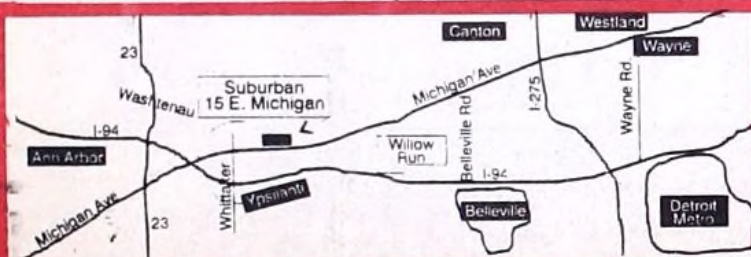 23
Washtenau
Suburban
15 E. Michigan
I-94
Ann Arbor
Michigan Ave
23
Whittaker
Ypsilanti
Canton
Michigan Ave
Willow
Run
Belleville Rd
I-94
Belleville
I-275
Westland
Wayne
Wayne Rd.
Detroit
Metro